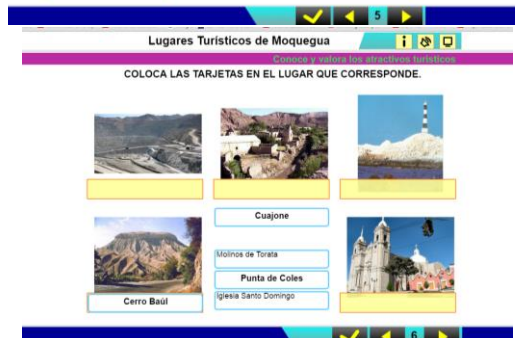 5
Lugares Turísticos de Moquegua
i
Conoce y valora los atractivos turísticos
COLOCA LAS TARJETAS EN EL LUGAR QUE CORRESPONDE.
Cuajone
Molinos de Torata
Punta de Coles
Cerro Baúl
Iglesia Santo Domingo
6